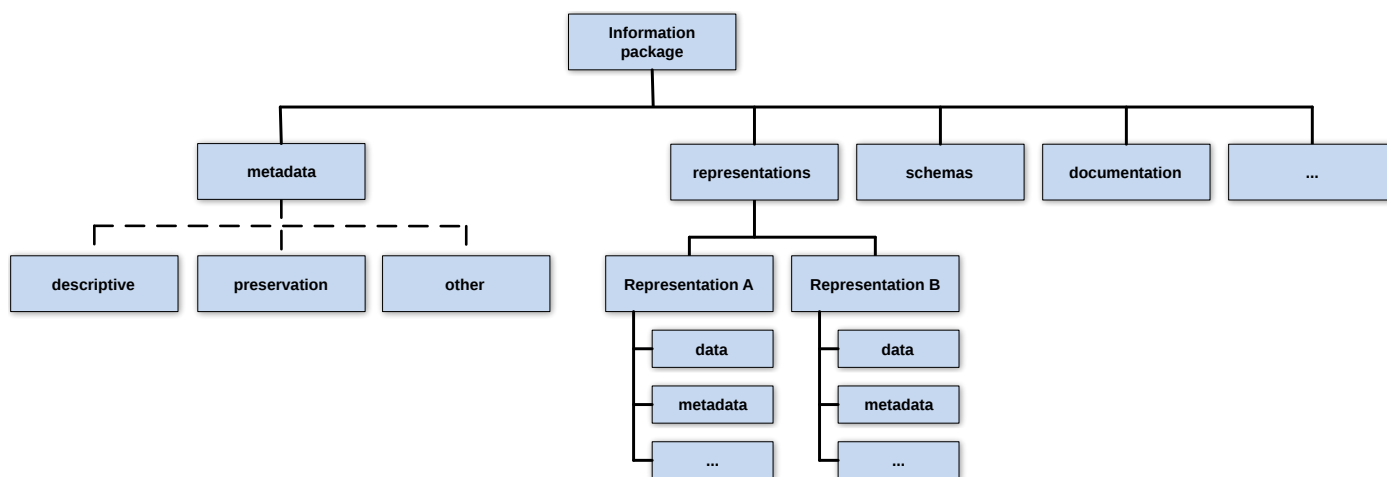 Information
package
metadata
representations
schemas
documentation
...
descriptive
preservation
other
Representation A
Representation B
data
data
metadata
metadata
...
...